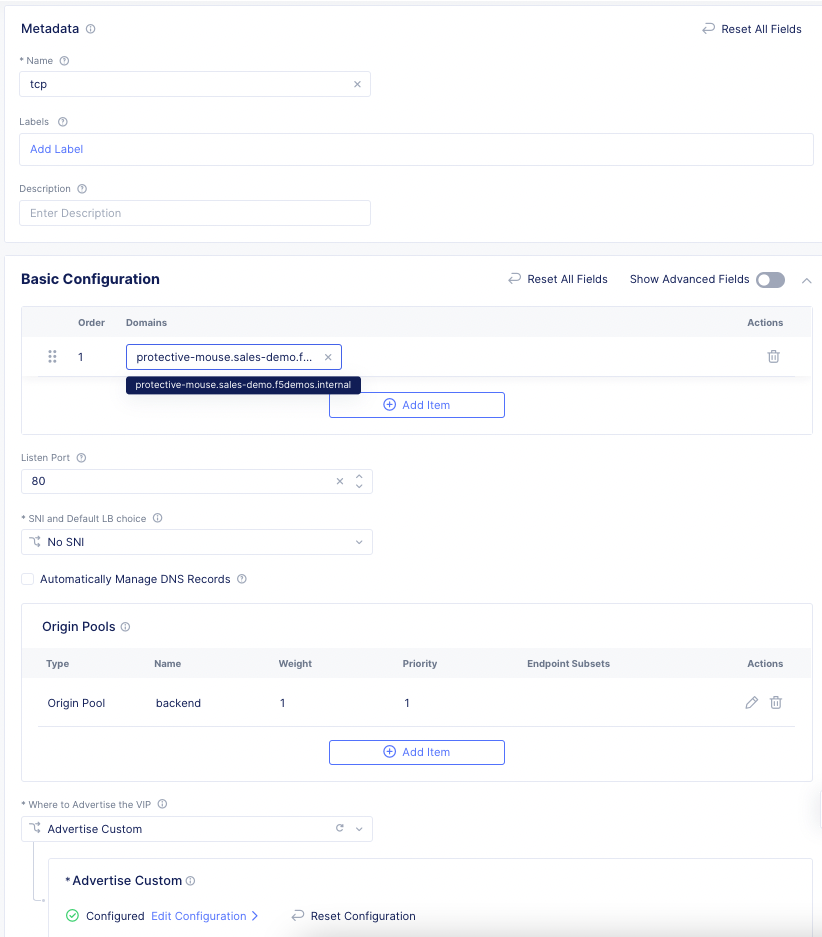 Metadata
Reset All Fields
* Name
tcp
Labels
Add Label
Description
Enter Description
Basic Configuration
Reset All Fields
Show Advanced Fields
Order Domains Actions
1 protective-mouse.sales-demo.f...
protective-mouse.sales-demo.f5demos.internal
Add Item
Listen Port
80
* SNI and Default LB choice
No SNI
Automatically Manage DNS Records
Origin Pools
Type Name Weight Priority Endpoint Subsets Actions
Origin Pool backend 1 1
Add Item
* Where to Advertise the VIP
Advertise Custom
* Advertise Custom
Configured Edit Configuration Reset Configuration